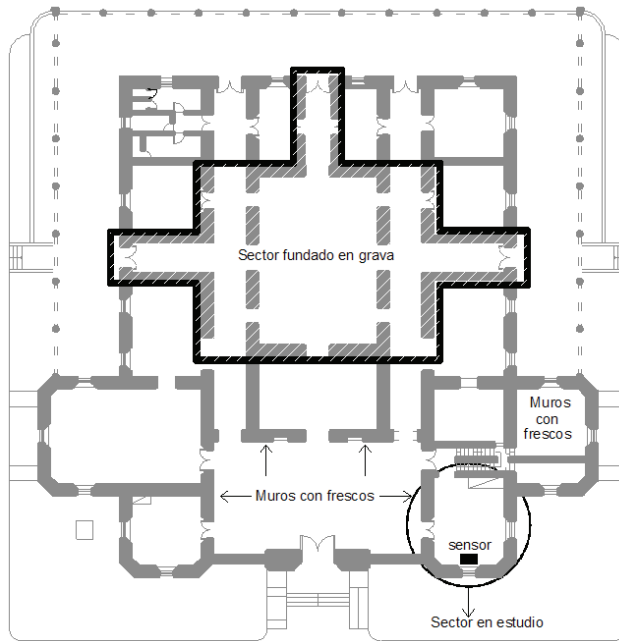 Sector fundado en grava
Muros
con
frescos
Muros con frescos
sensor
Sector en estudio